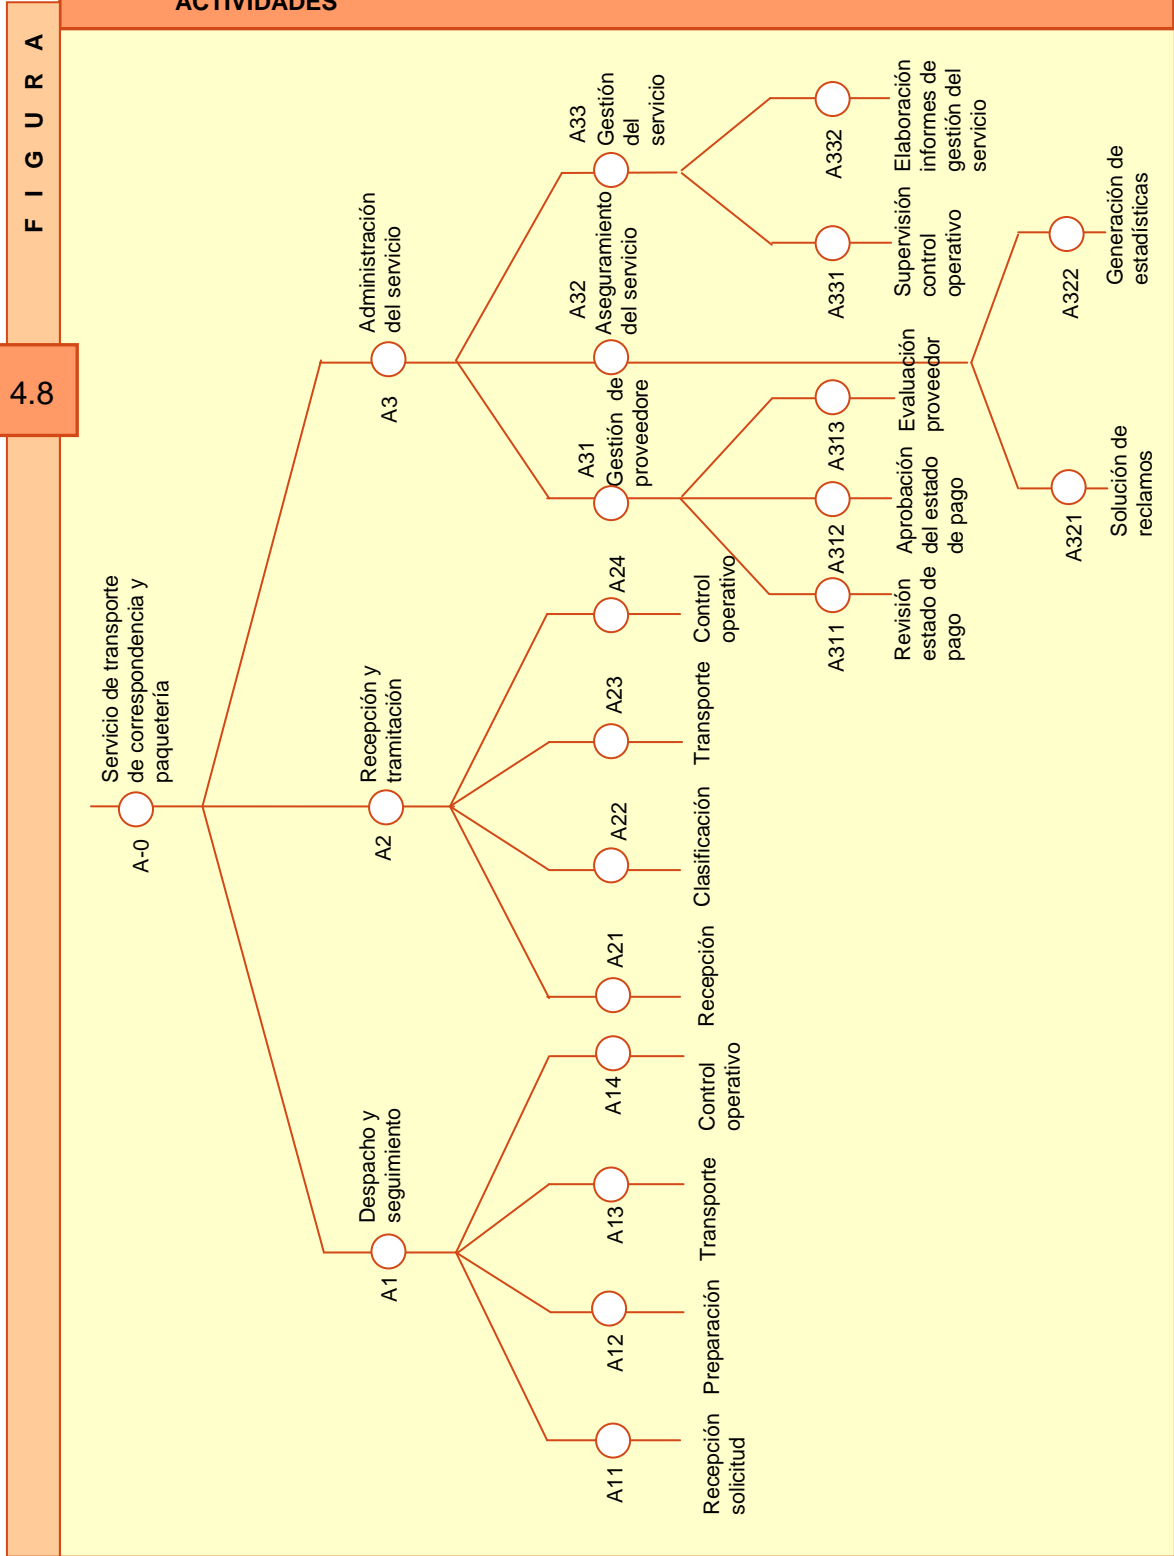 ACTIVIDADES
FIGURA
4.8
Servicio de transporte
de correspondencia y
paquetería
A-0
Despacho y
seguimiento
A1
Recepción y
tramitación
A2
Administración
del servicio
A3
A11
Recepción
solicitud
A12
Preparación
A13
Transporte
A14
Control
operativo
A21
Recepción
A22
Clasificación
A23
Transporte
A24
Control
operativo
A31
Gestión de
proveedore
A32
Aseguramiento
del servicio
A33
Gestión
del
servicio
A311
Revisión
estado de
pago
A312
Aprobación
del estado
de pago
A313
Evaluación
proveedor
A331
Supervisión
control
operativo
A332
Elaboración
informes de
gestión del
servicio
A321
Solución de
reclamos
A322
Generación de
estadísticas